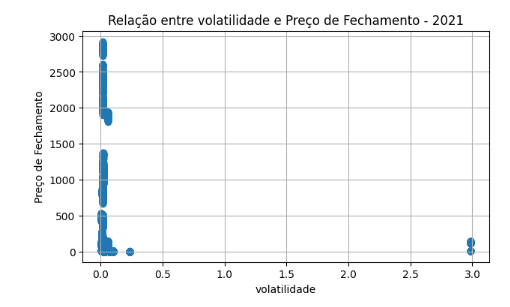 Relação entre volatilidade e Preço de Fechamento - 2021
Preço de Fechamento
3000
2500
2000
1500
1000
500
0
0.0 0.5 1.0 1.5 2.0 2.5 3.0
volatilidade